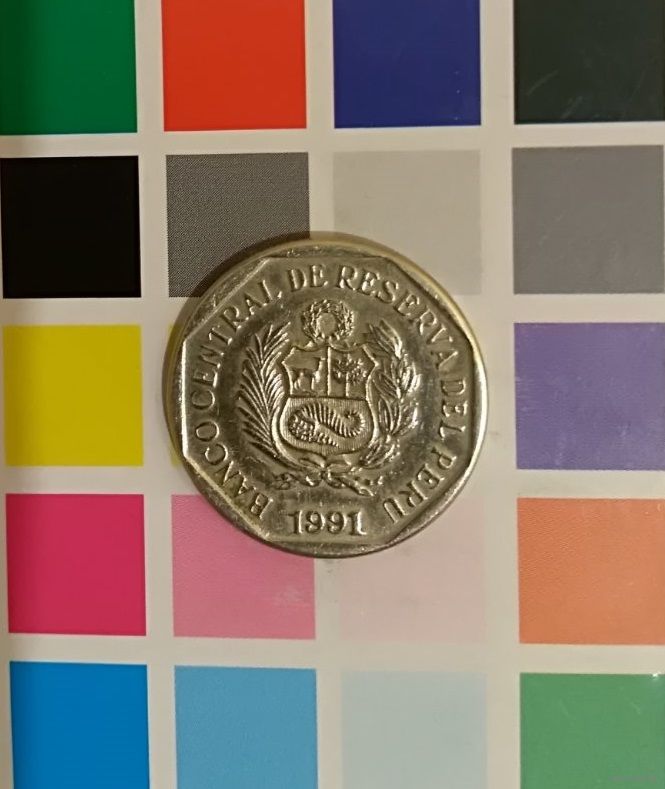 BANCO CENTRAL DE RESERVA DEL PERU
1991